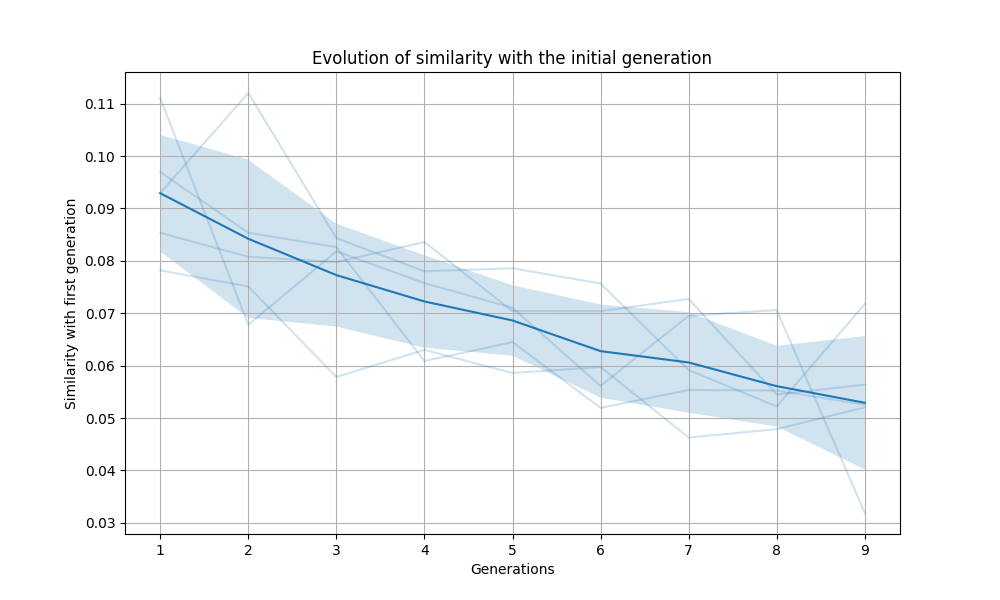 Evolution of similarity with the initial generation
Similarity with first generation
0.11
0.10
0.09
0.08
0.07
0.06
0.05
0.04
0.03
1 2 3 4 5 6 7 8 9
Generations